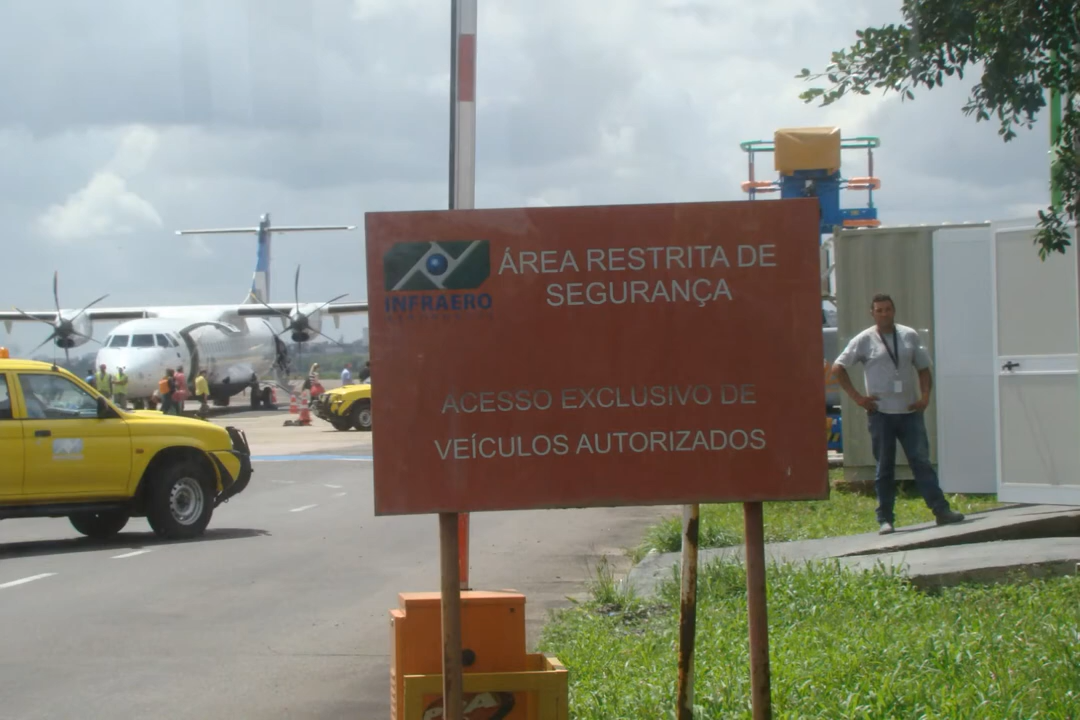 ÁREA RESTRITA DE
SEGURANÇA
INFRAERO
ACESSO EXCLUSIVO DE
VEÍCULOS AUTORIZADOS